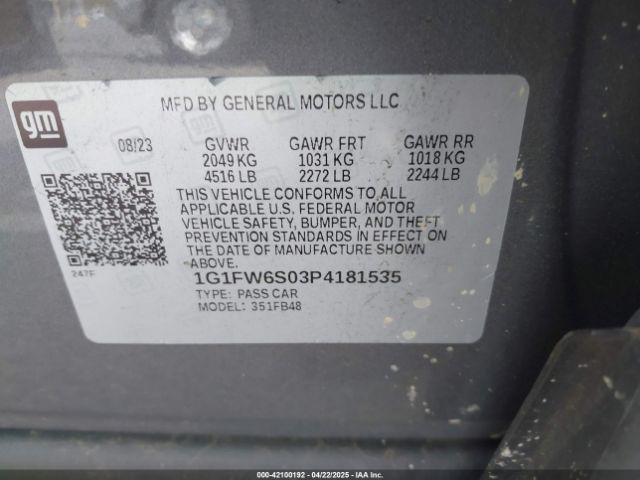 MFD BY GENERAL MOTORS LLC
gm
08/23 GVWR GAWR FRT GAWR RR
2049 KG 1031 KG 1018 KG
4516 LB 2272 LB 2244 LB
THIS VEHICLE CONFORMS TO ALL
APPLICABLE U.S. FEDERAL MOTOR
VEHICLE SAFETY, BUMPER, AND THEFT
PREVENTION STANDARDS IN EFFECT ON
THE DATE OF MANUFACTURE SHOWN
ABOVE.
247F
1G1FW6S03P4181535
TYPE: PASS CAR
MODEL: 351FB48
000-42100192 - 04/22/2025 - IAAI.COM